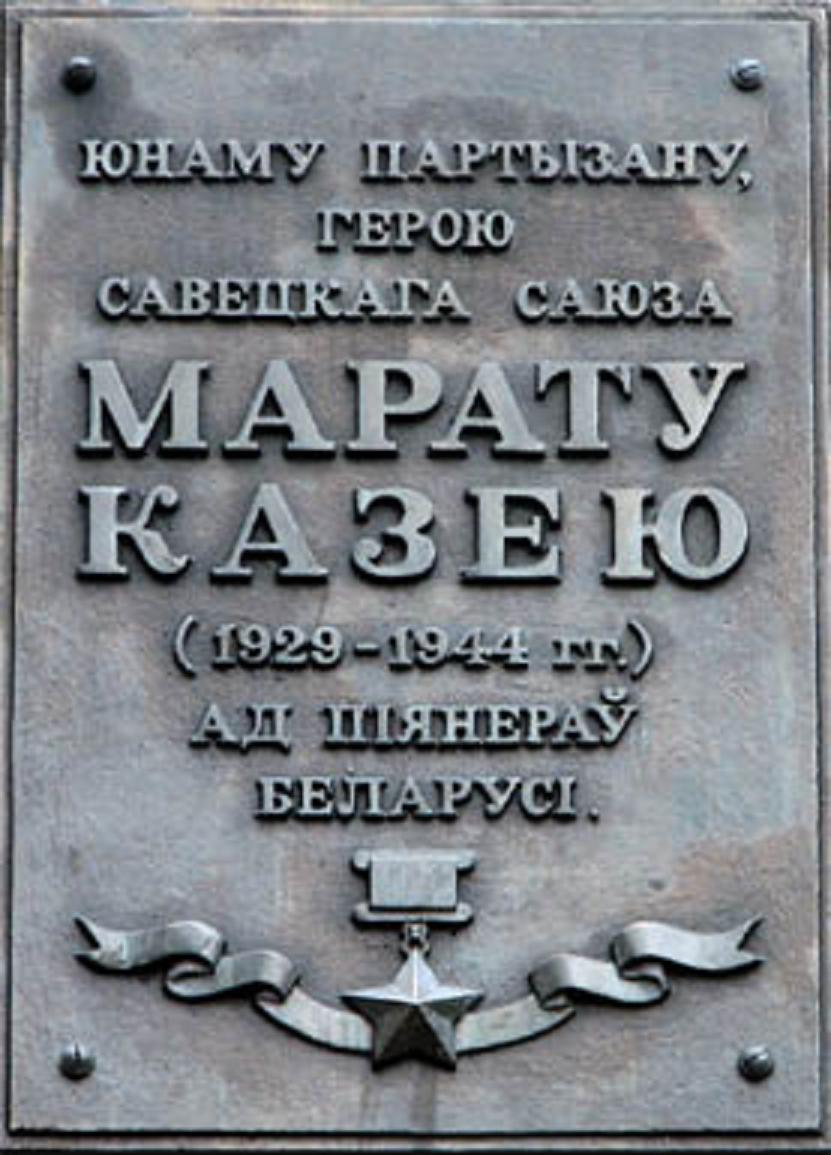 ЮНАМУ ПАРТЫЗАНУ,
ГЕРОЮ
САВЕЦКАГА САЮЗА
МАРАТУ
КАЗЕЮ
(1929-1944 гг.)
АД ПІЯНЕРАЎ
БЕЛАРУСІ.